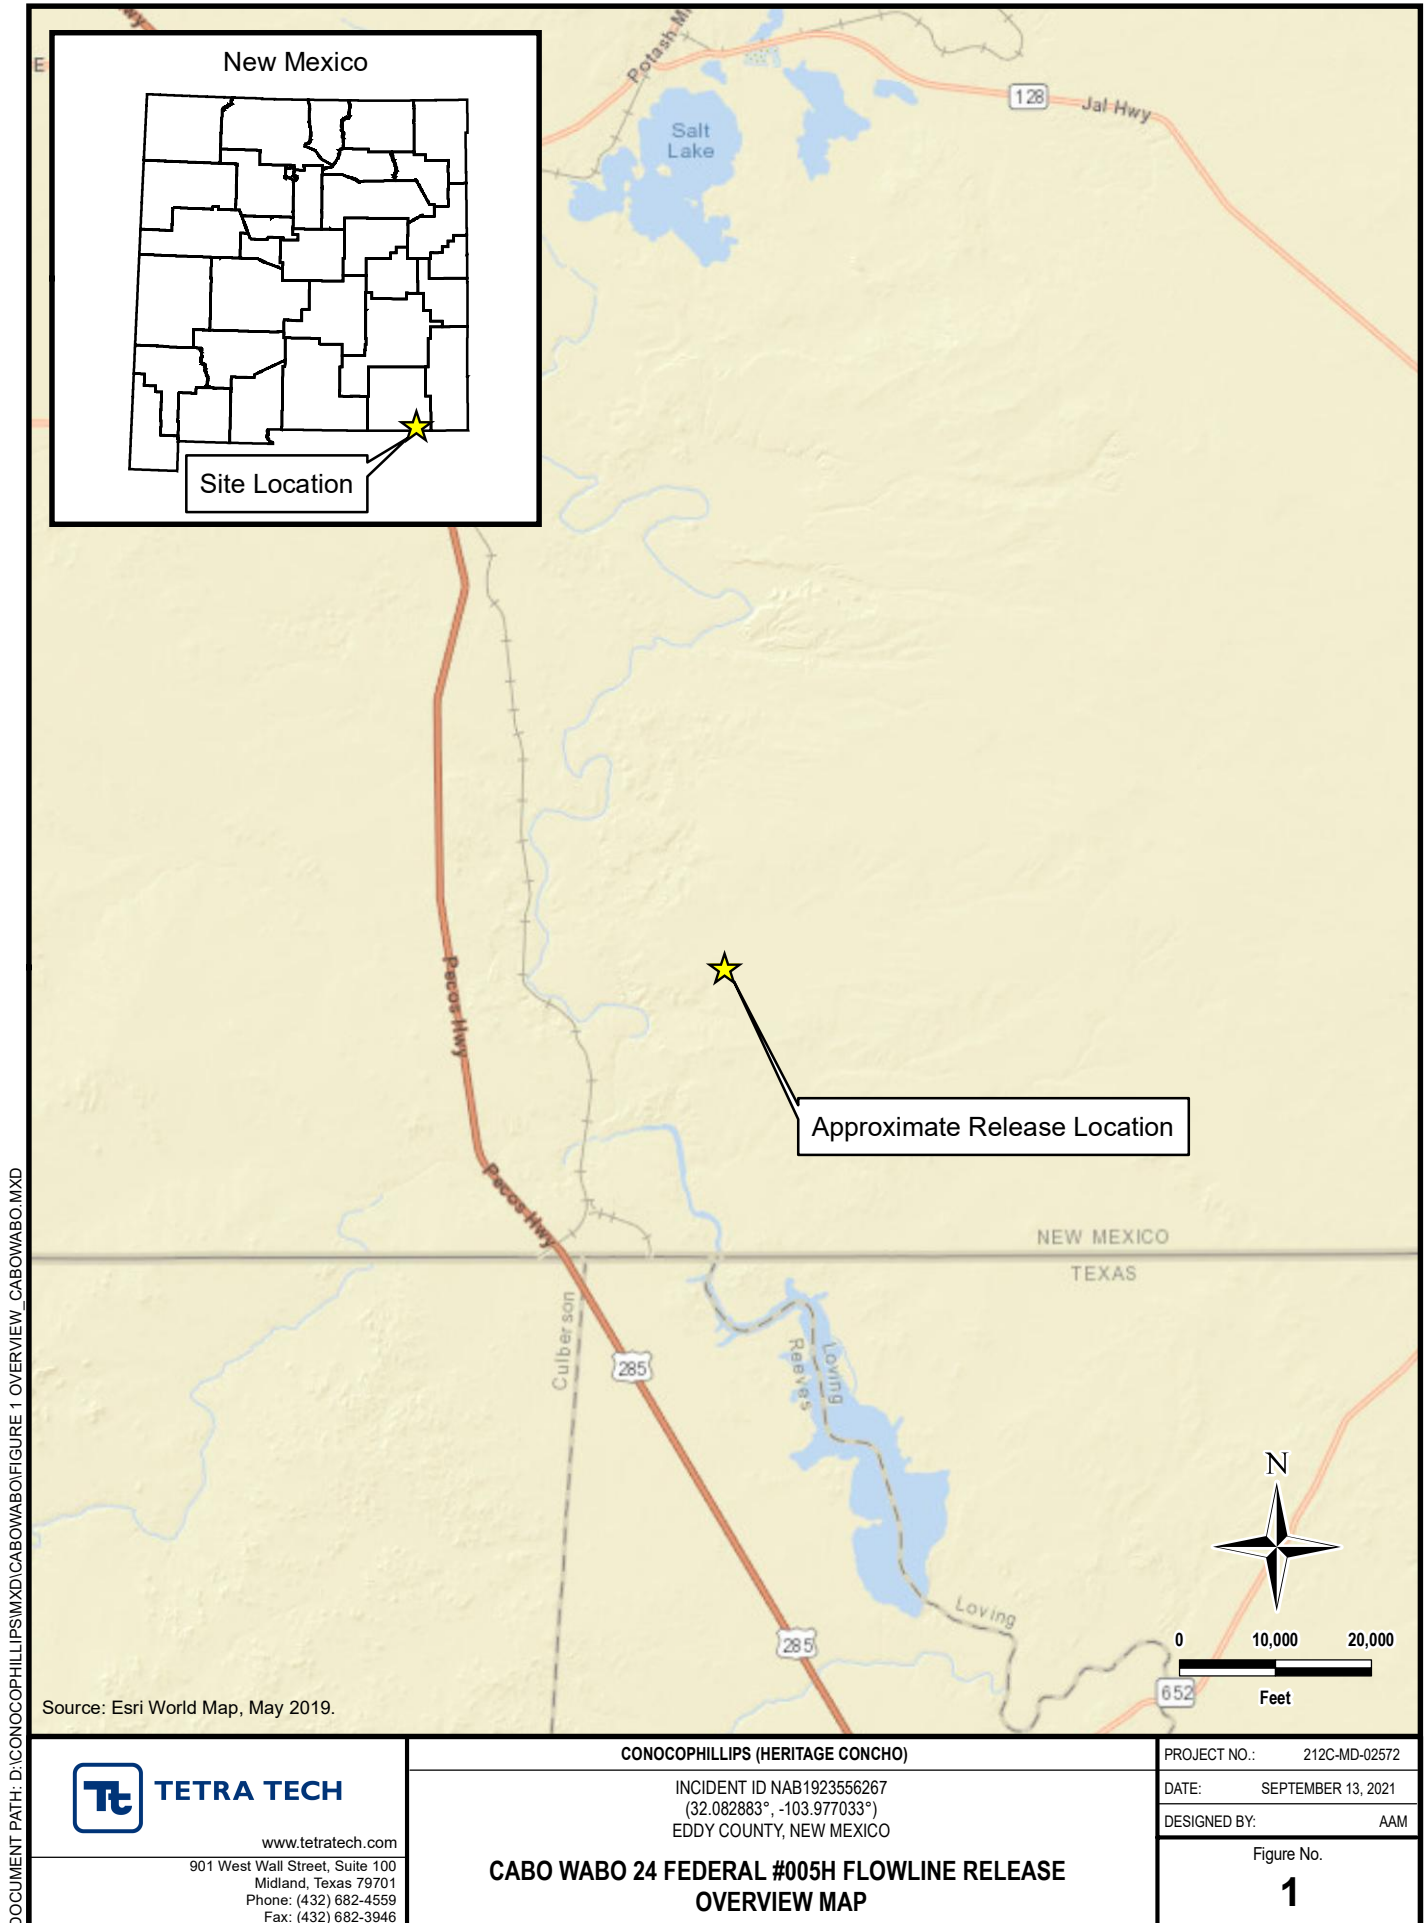 New Mexico
Site Location
E
wy
Potash M
Salt
Lake
128
Jal Hwy
Pecos Hwy
Approximate Release Location
Pecos Hwy
NEW MEXICO
TEXAS
Culberson
285
Reeves
Loving
N
Loving
285
0 10,000 20,000
Feet
652
Source: Esri World Map, May 2019.
DOCUMENT PATH: D:\CONOCOPHILLIPS\MXD\CABOWABO\FIGURE 1 OVERVIEW_CABOWABO.MXD
Tt TETRA TECH
www.tetratech.com
901 West Wall Street, Suite 100
Midland, Texas 79701
Phone: (432) 682-4559
Fax: (432) 682-3946
CONOCOPHILLIPS (HERITAGE CONCHO)
INCIDENT ID NAB1923556267
(32.082883°, -103.977033°)
EDDY COUNTY, NEW MEXICO
CABO WABO 24 FEDERAL #005H FLOWLINE RELEASE
OVERVIEW MAP
PROJECT NO.: 212C-MD-02572
DATE: SEPTEMBER 13, 2021
DESIGNED BY: AAM
Figure No.
1